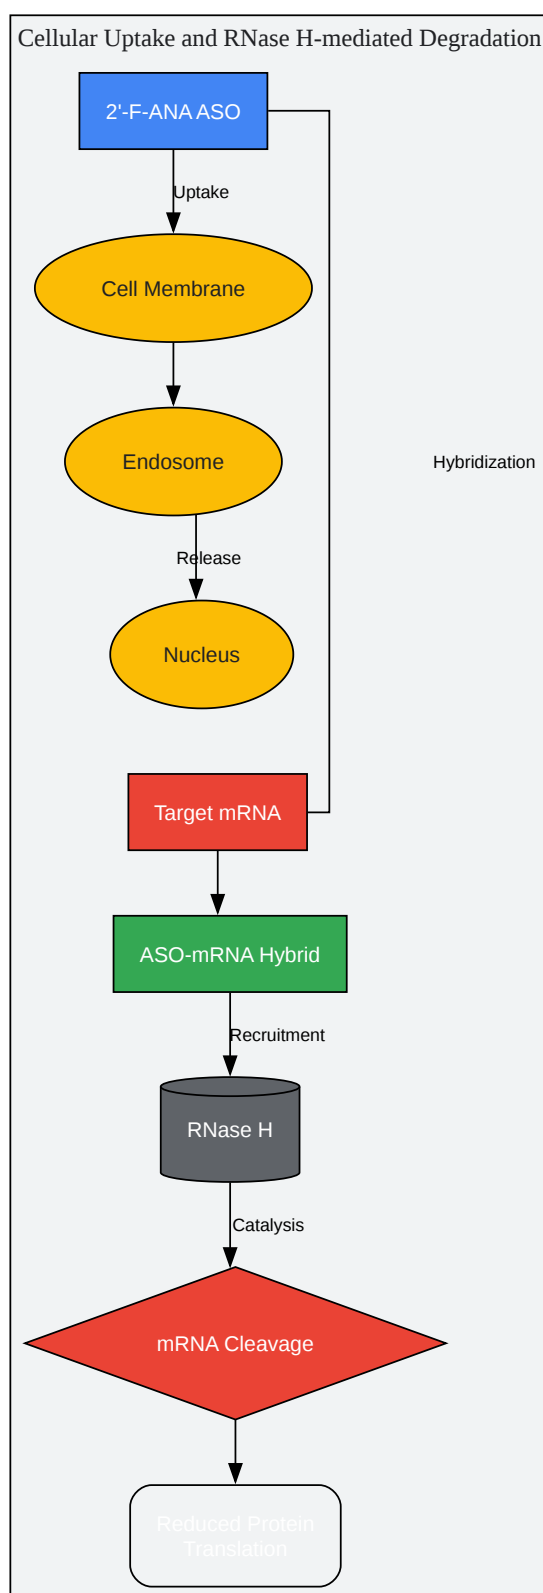 Cellular Uptake and RNase H-mediated Degradation
2'-F-ANA ASO
Uptake
Cell Membrane
Endosome
Hybridization
Release
Nucleus
Target mRNA
ASO-mRNA Hybrid
Recruitment
RNase H
Catalysis
mRNA Cleavage
Reduced Protein
Translation